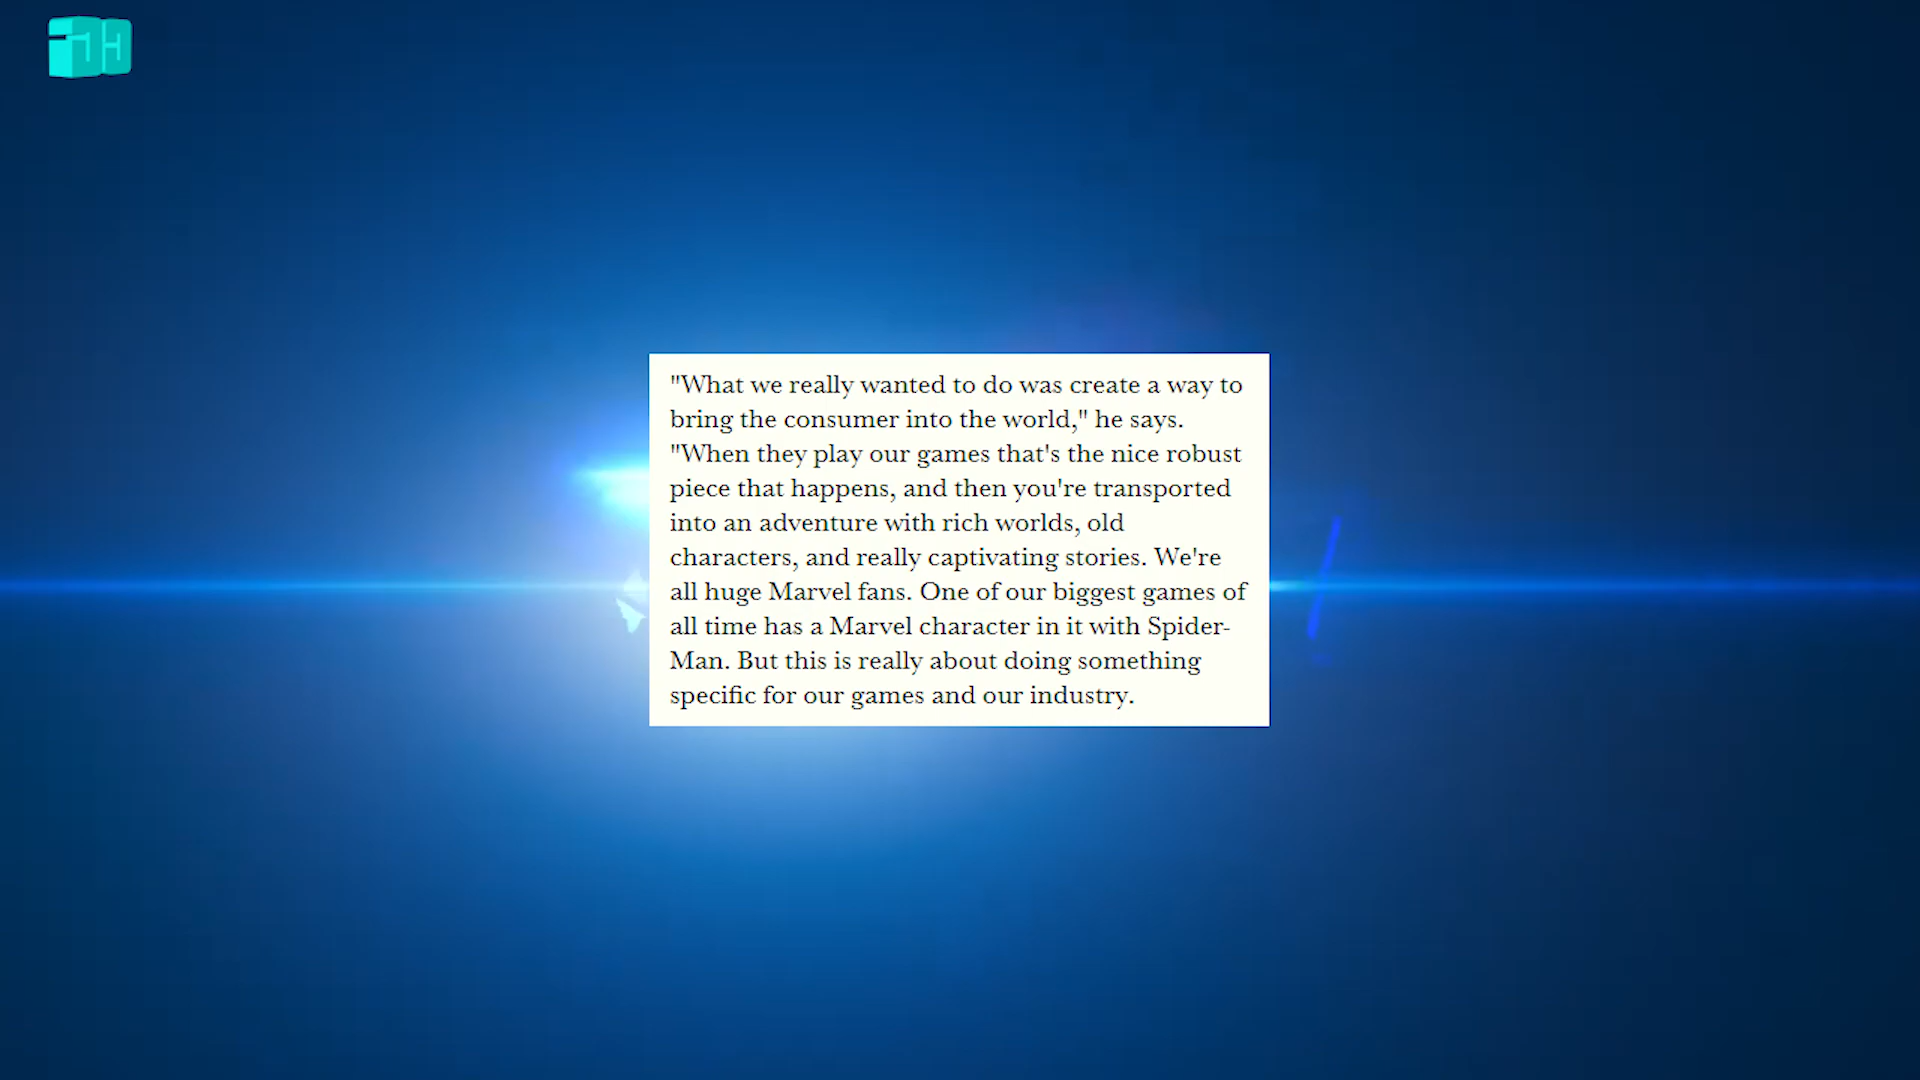 "What we really wanted to do was create a way to
bring the consumer into the world," he says.
"When they play our games that's the nice robust
piece that happens, and then you're transported
into an adventure with rich worlds, old
characters, and really captivating stories. We're
all huge Marvel fans. One of our biggest games of
all time has a Marvel character in it with Spider-
Man. But this is really about doing something
specific for our games and our industry.